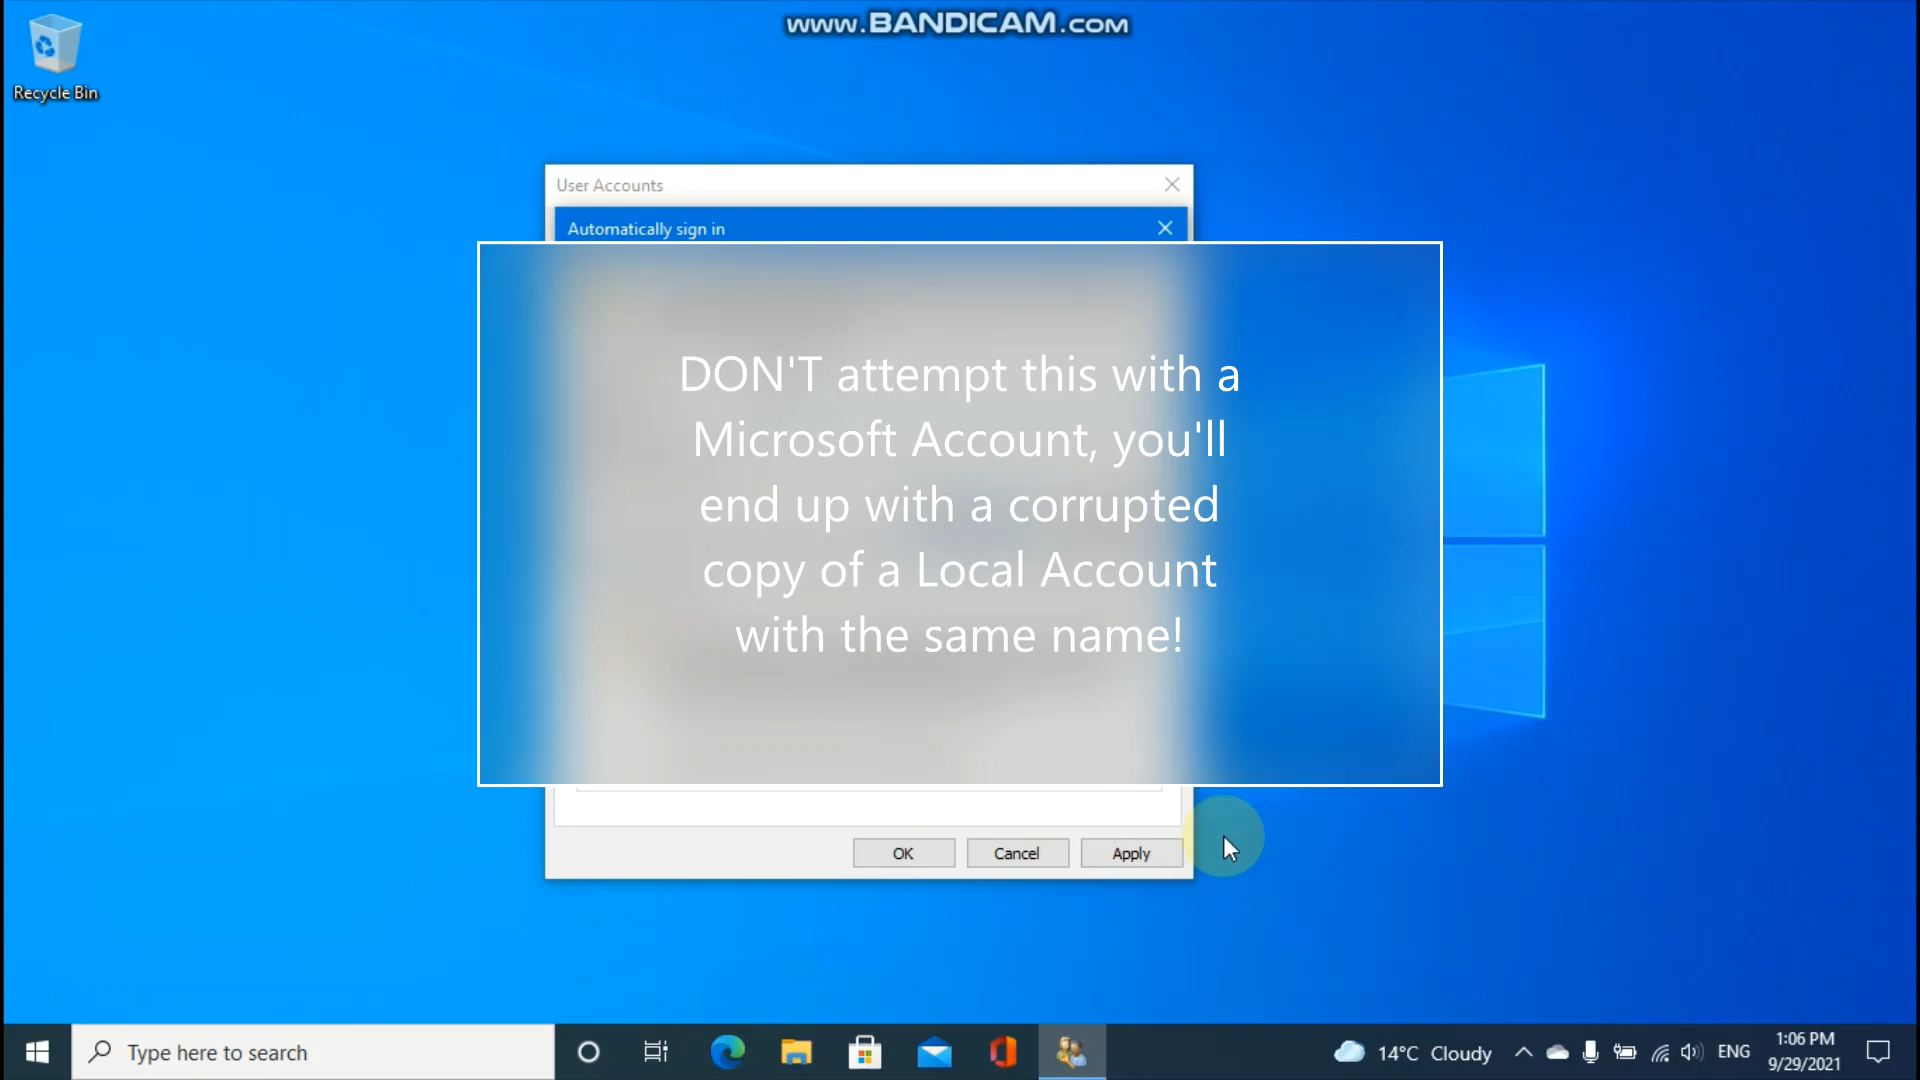 www.BANDICAM.com
Recycle Bin
User Accounts
Automatically sign in
DON'T attempt this with a
Microsoft Account, you'll
end up with a corrupted
copy of a Local Account
with the same name!
OK
Cancel
Apply
Type here to search
14°C Cloudy
ENG
1:06 PM
9/29/2021